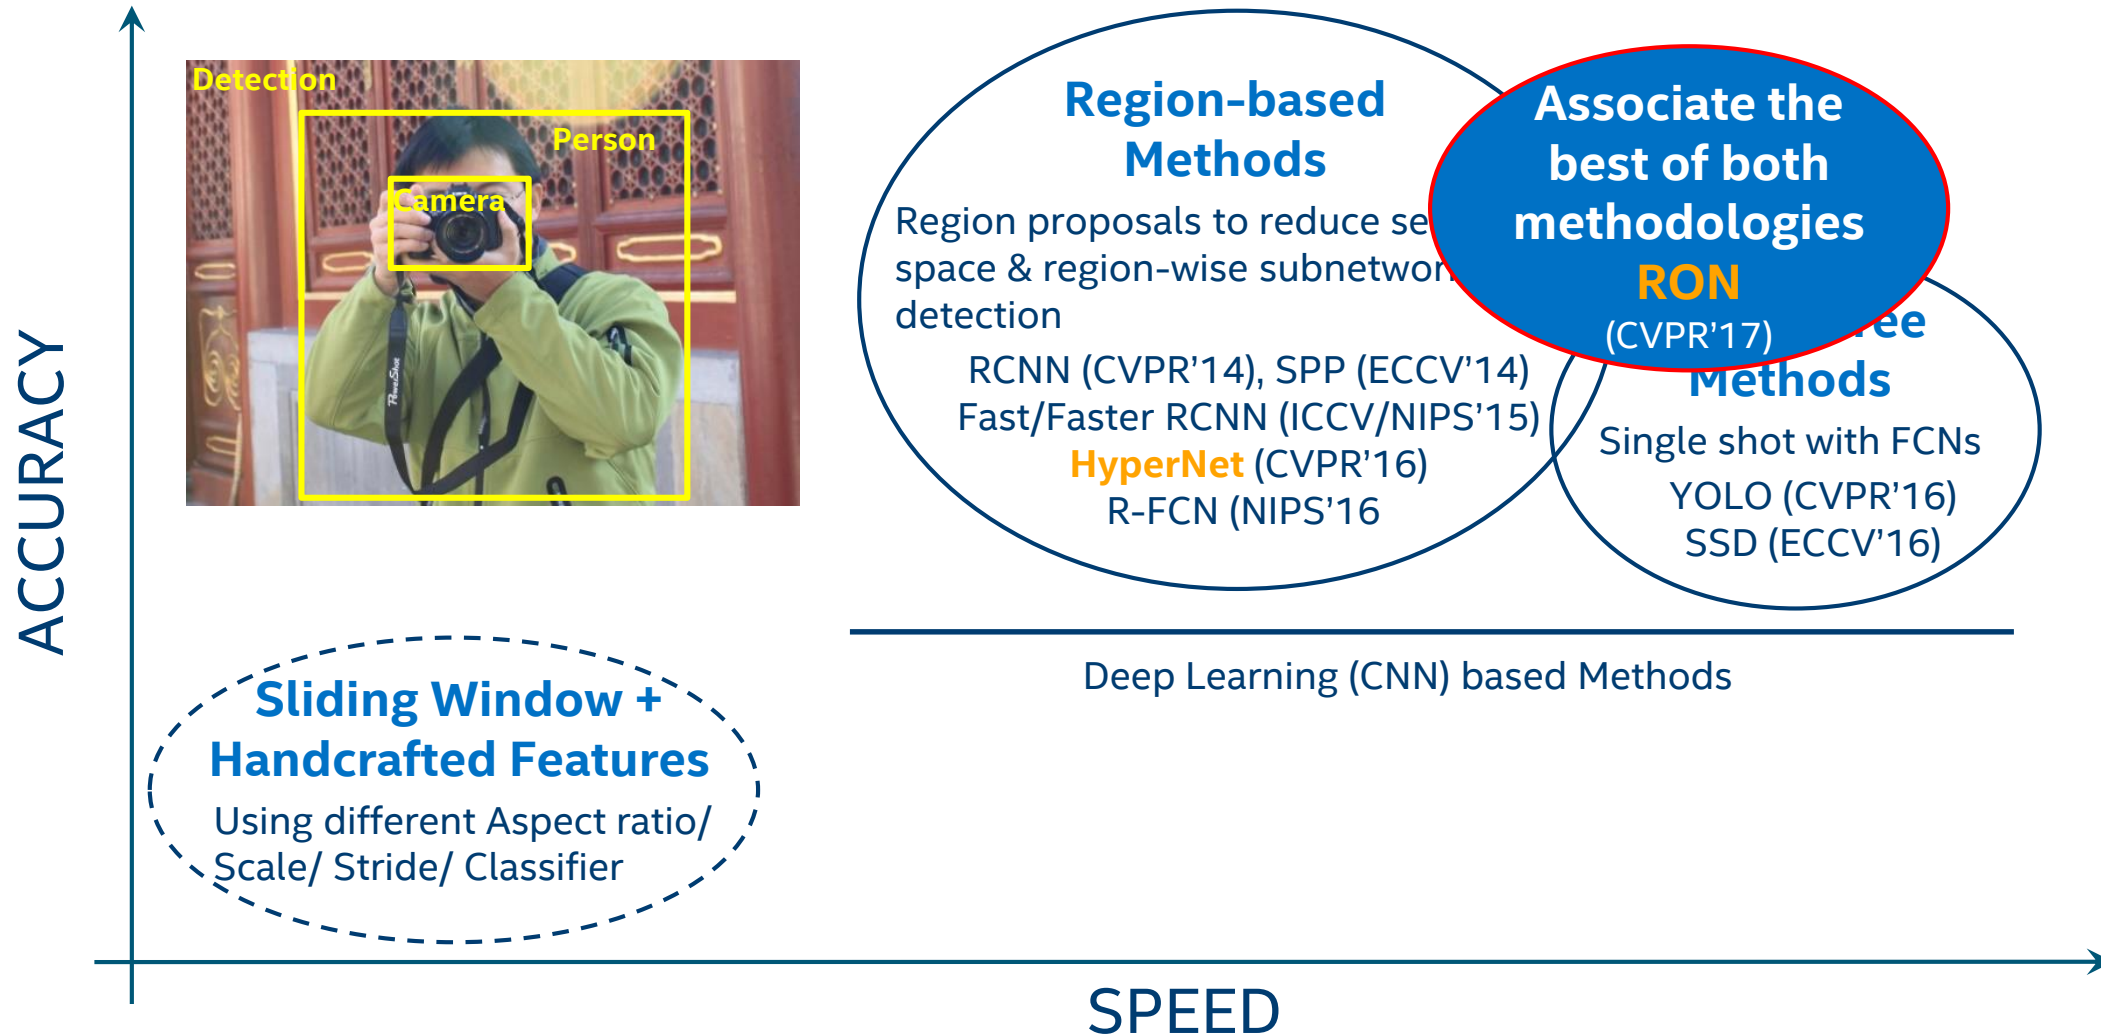 ACCURACY
Detection
Person
Camera
PowerShot
Region-based
Methods
Region proposals to reduce se
space & region-wise subnetwor
detection
RCNN (CVPR’14), SPP (ECCV’14)
Fast/Faster RCNN (ICCV/NIPS’15)
HyperNet (CVPR’16)
R-FCN (NIPS’16
Associate the
best of both
methodologies
RON
(CVPR’17)
ee
Methods
Single shot with FCNs
YOLO (CVPR’16)
SSD (ECCV’16)
Deep Learning (CNN) based Methods
Sliding Window +
Handcrafted Features
Using different Aspect ratio/
Scale/ Stride/ Classifier
SPEED